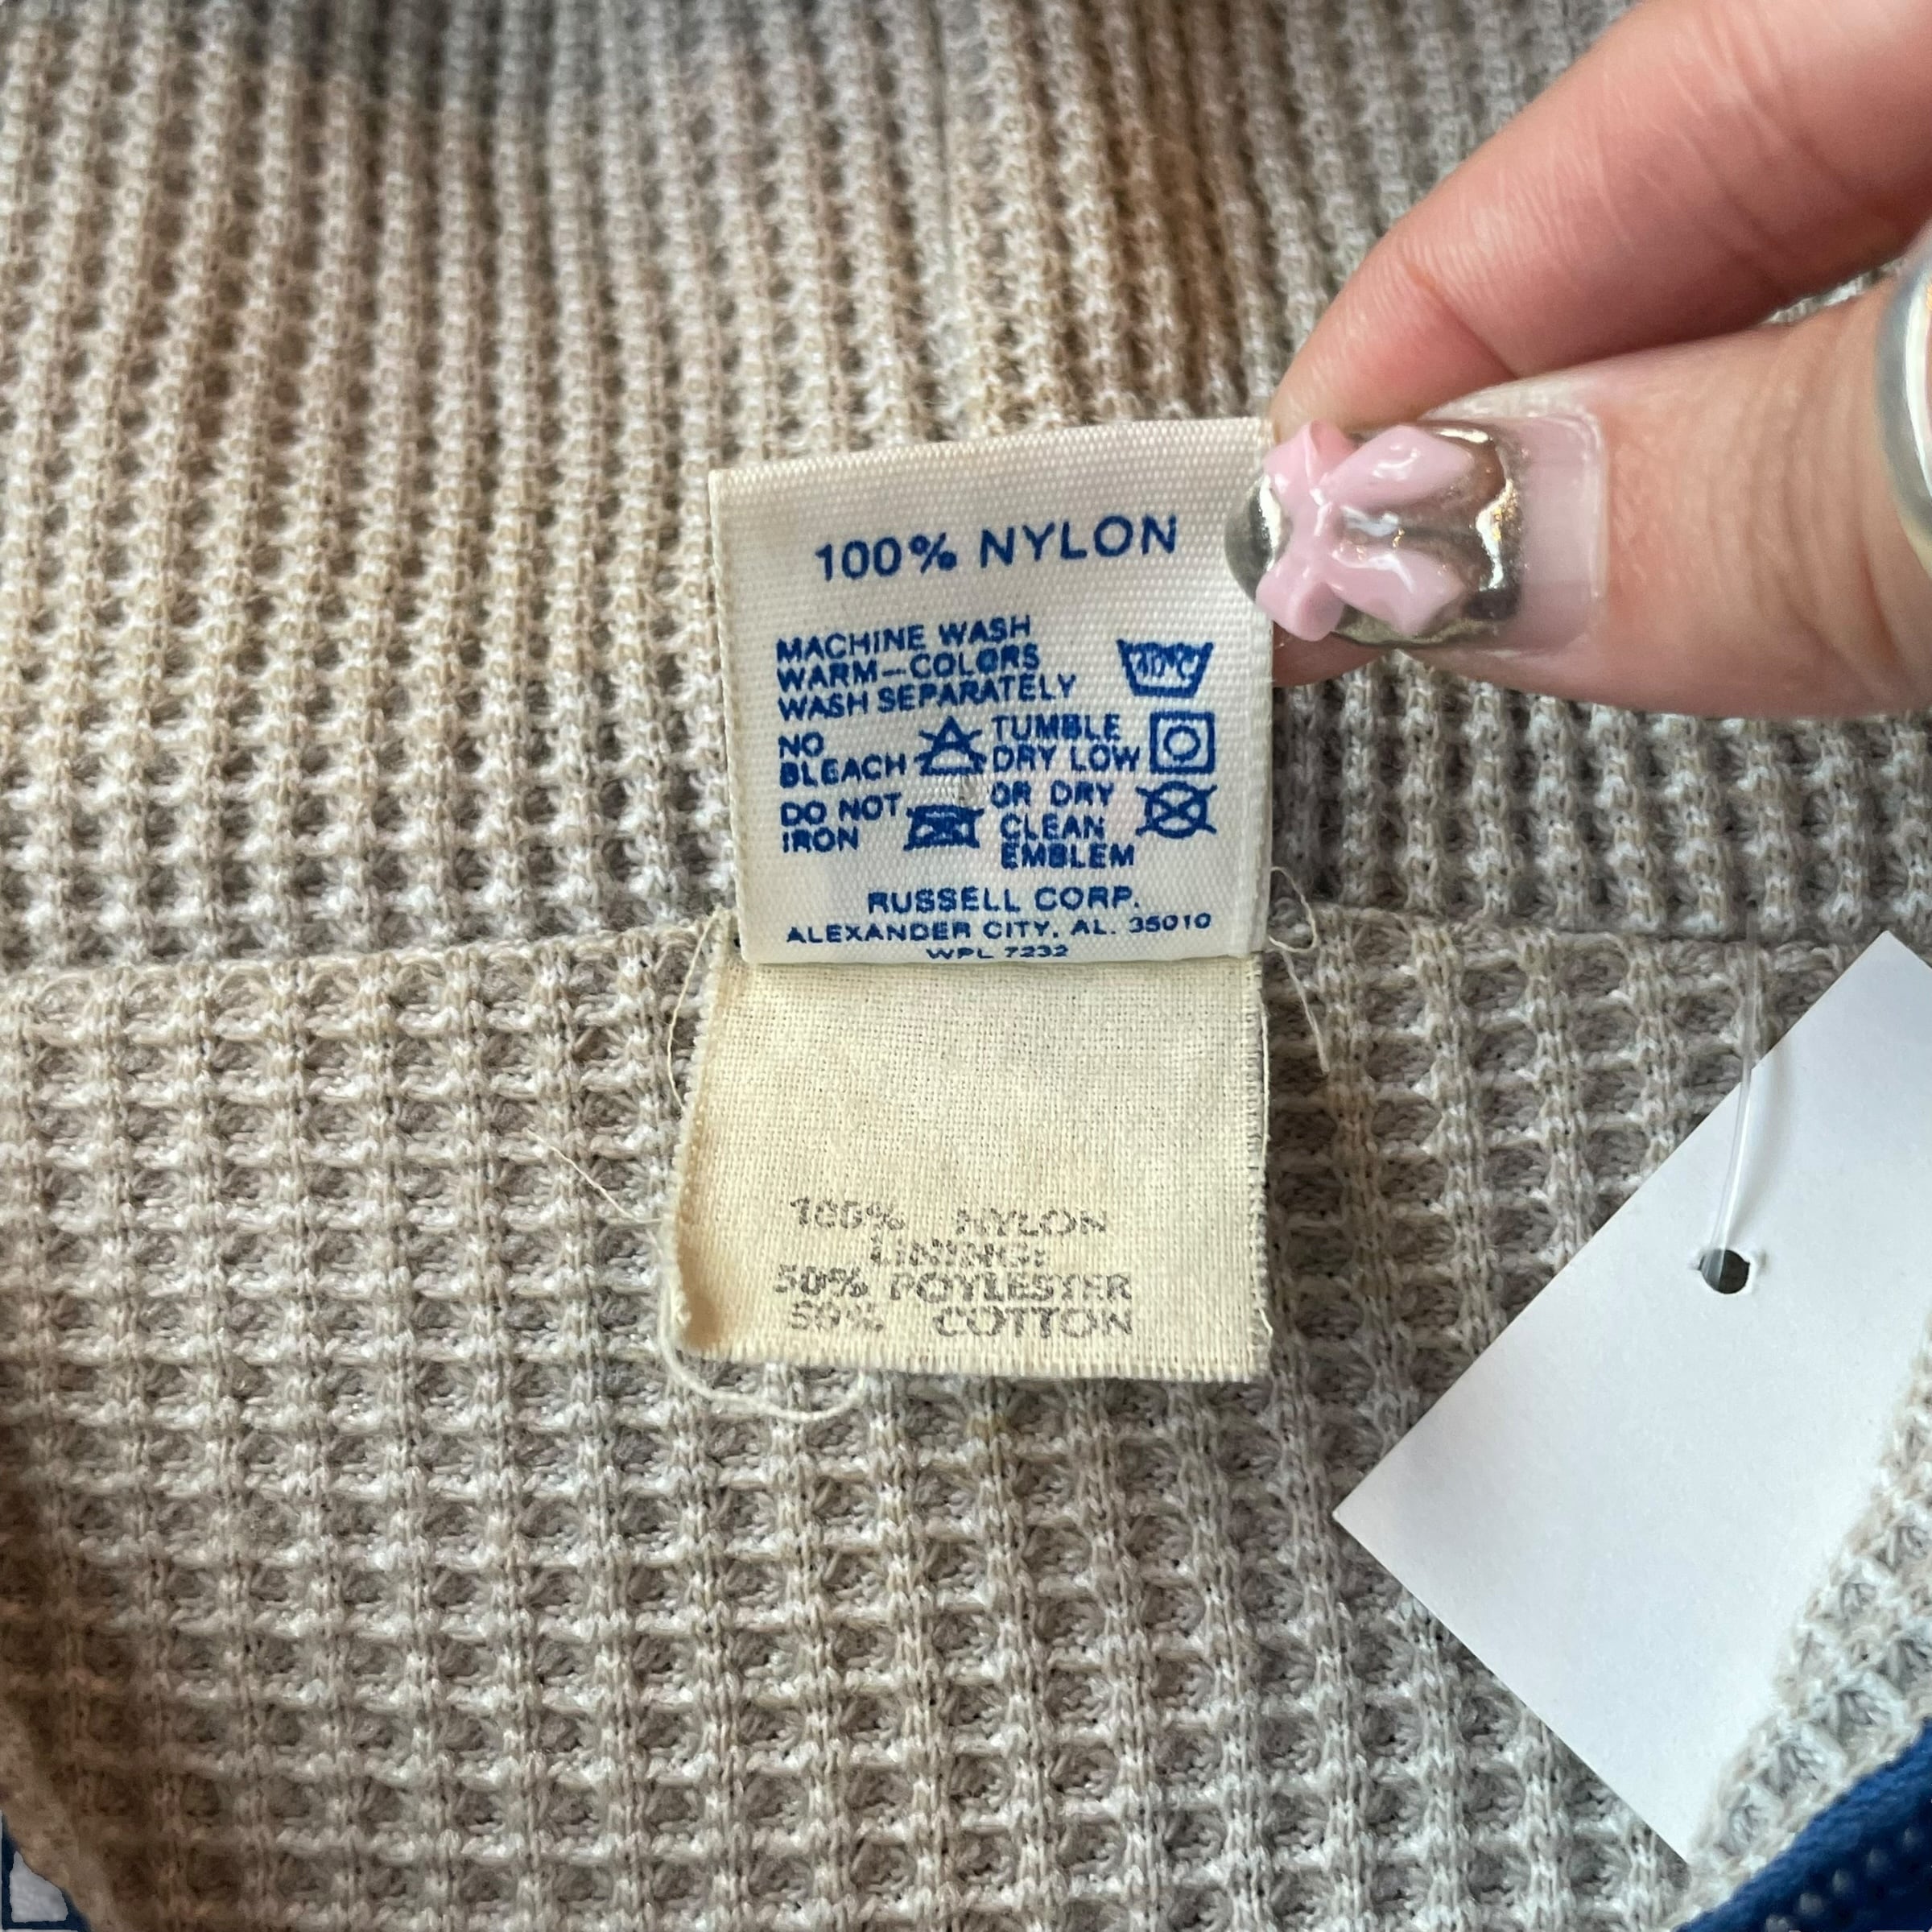 100% NYLON
MACHINE WASH
WARM—COLORS
WASH SEPARATELY
40°C
NO
BLEACH
TUMBLE
DRY LOW
DO NOT
IRON
OR DRY
CLEAN
EMBLEM
RUSSELL CORP.
ALEXANDER CITY, AL. 35010
WPL 7232
100% NYLON
LINING:
50% POYLESTER
50% COTTON